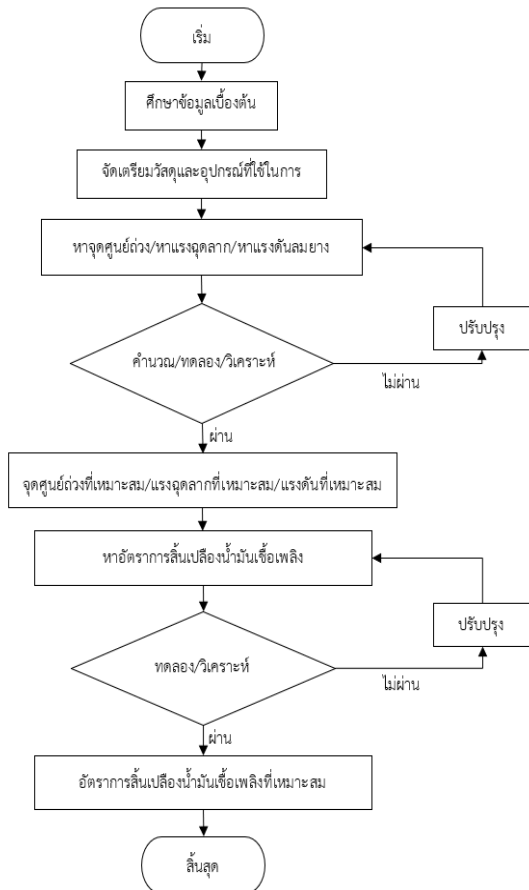 เริ่ม
ศึกษาข้อมูลเบื้องต้น
จัดเตรียมวัสดุและอุปกรณ์ที่ใช้ในการ
หาจุดศูนย์ถ่วง/หาแรงฉุดลาก/หาแรงดันลมยาง
ปรับปรุง
คำนวณ/ทดลอง/วิเคราะห์
ไม่ผ่าน
ผ่าน
จุดศูนย์ถ่วงที่เหมาะสม/แรงฉุดลากที่เหมาะสม/แรงดันที่เหมาะสม
หาอัตราการสิ้นเปลืองน้ำมันเชื้อเพลิง
ปรับปรุง
ทดลอง/วิเคราะห์
ไม่ผ่าน
ผ่าน
อัตราการสิ้นเปลืองน้ำมันเชื้อเพลิงที่เหมาะสม
สิ้นสุด